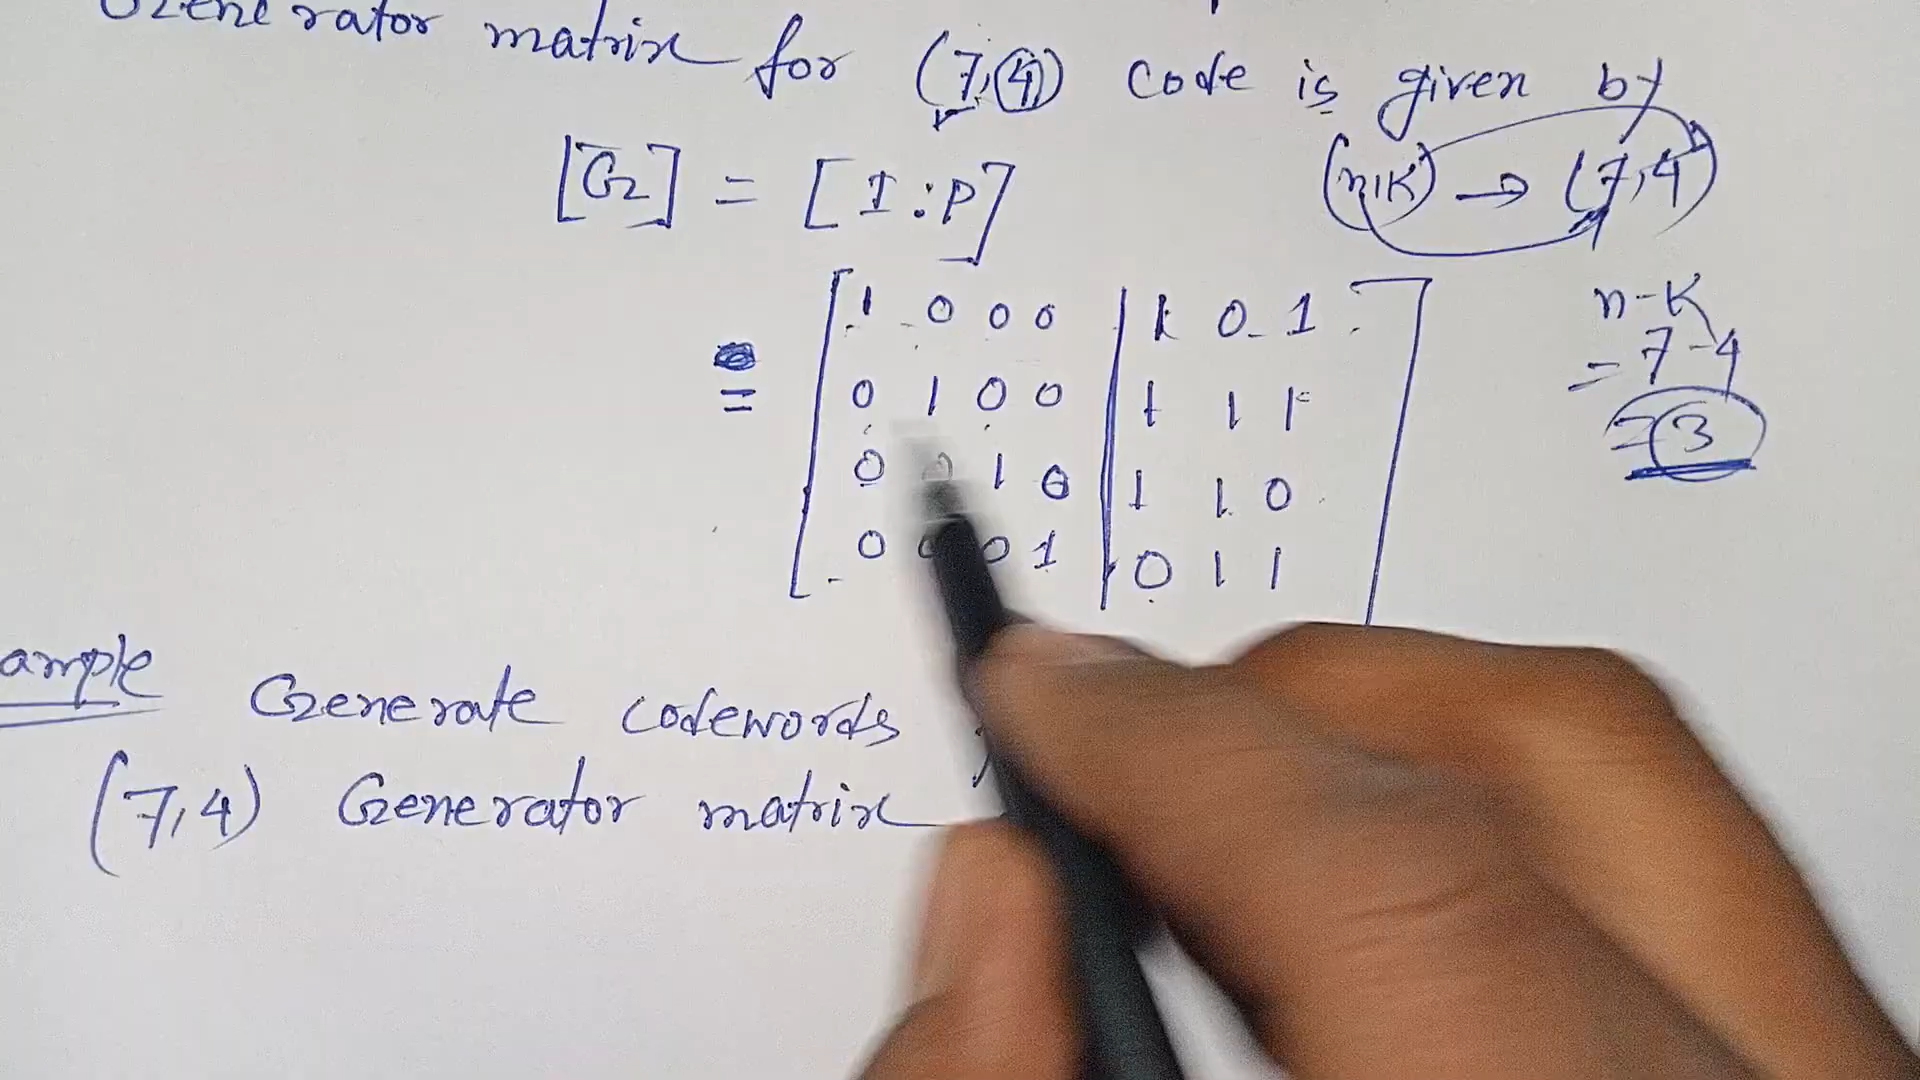 Generator matrix for (7,4) code is given by
[G] = [I : P]
(n,k) → (7,4)
n-k
= 7-4
= 3
= [ 1 0 0 0 | 1 0 1 ]
0 1 0 0 | 1 1 1
0 0 1 0 | 1 1 0
0 0 0 1 | 0 1 1
ample Generate codewords
(7,4) Generator matrix